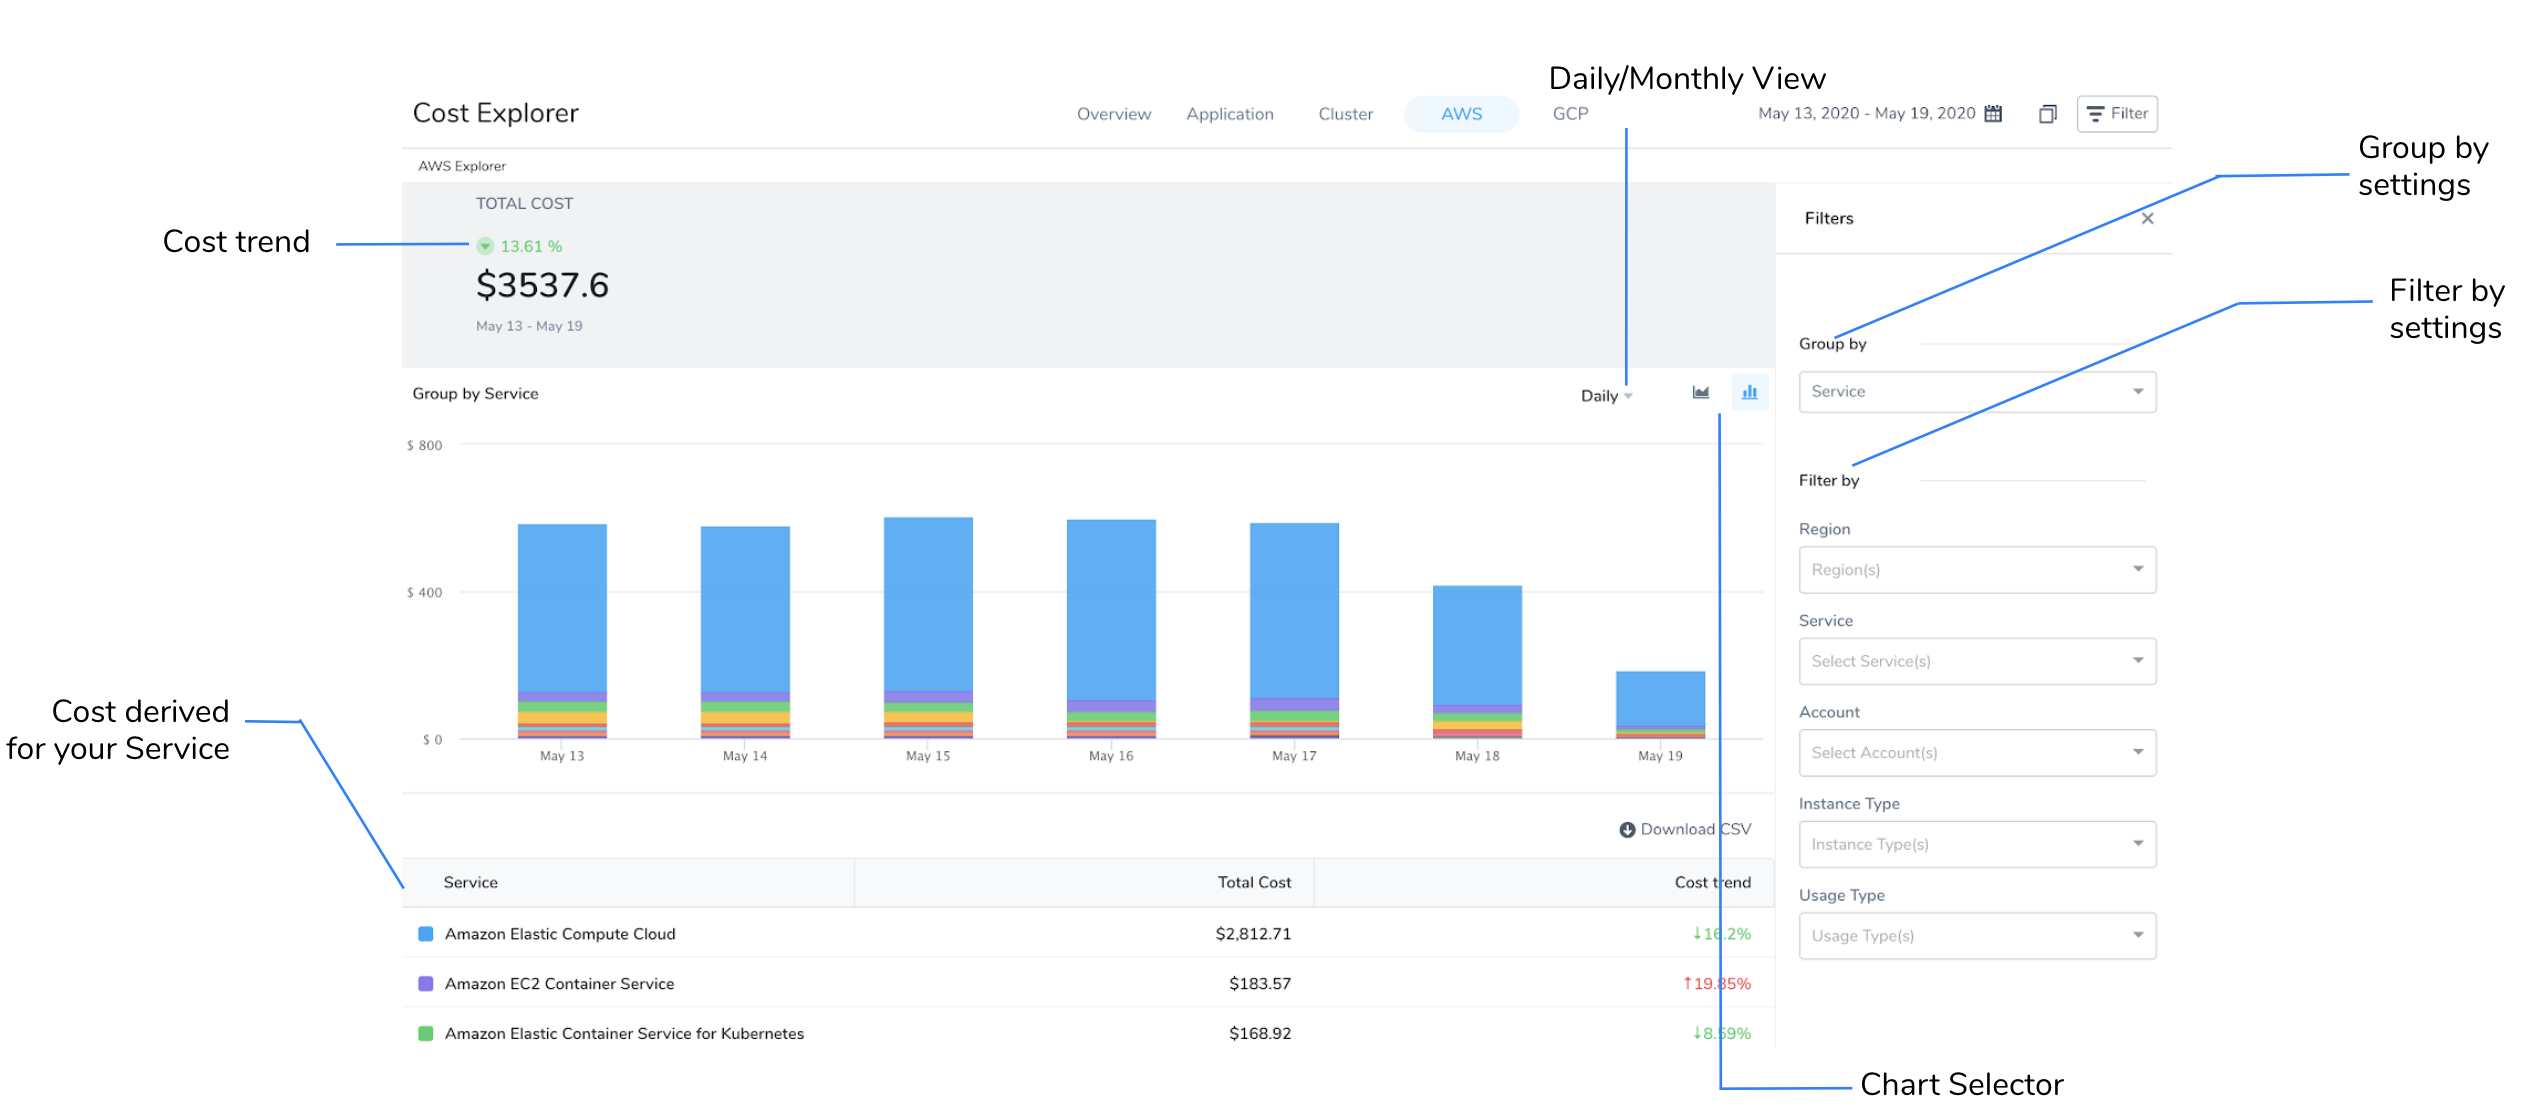 Daily/Monthly View
Cost Explorer
Overview Application Cluster AWS GCP
May 13, 2020 - May 19, 2020
Filter
Group by
settings
AWS Explorer
TOTAL COST
Cost trend
13.61 %
$3537.6
May 13 - May 19
Filters
Filter by
settings
Group by
Service
Group by Service
Daily
$ 800
$ 400
$ 0
May 13 May 14 May 15 May 16 May 17 May 18 May 19
Filter by
Region
Region(s)
Service
Select Service(s)
Account
Select Account(s)
Instance Type
Instance Type(s)
Usage Type
Usage Type(s)
Cost derived
for your Service
Download CSV
Service Total Cost Cost trend
Amazon Elastic Compute Cloud $2,812.71 ↓16.2%
Amazon EC2 Container Service $183.57 ↑19.85%
Amazon Elastic Container Service for Kubernetes $168.92 ↓8.59%
Chart Selector